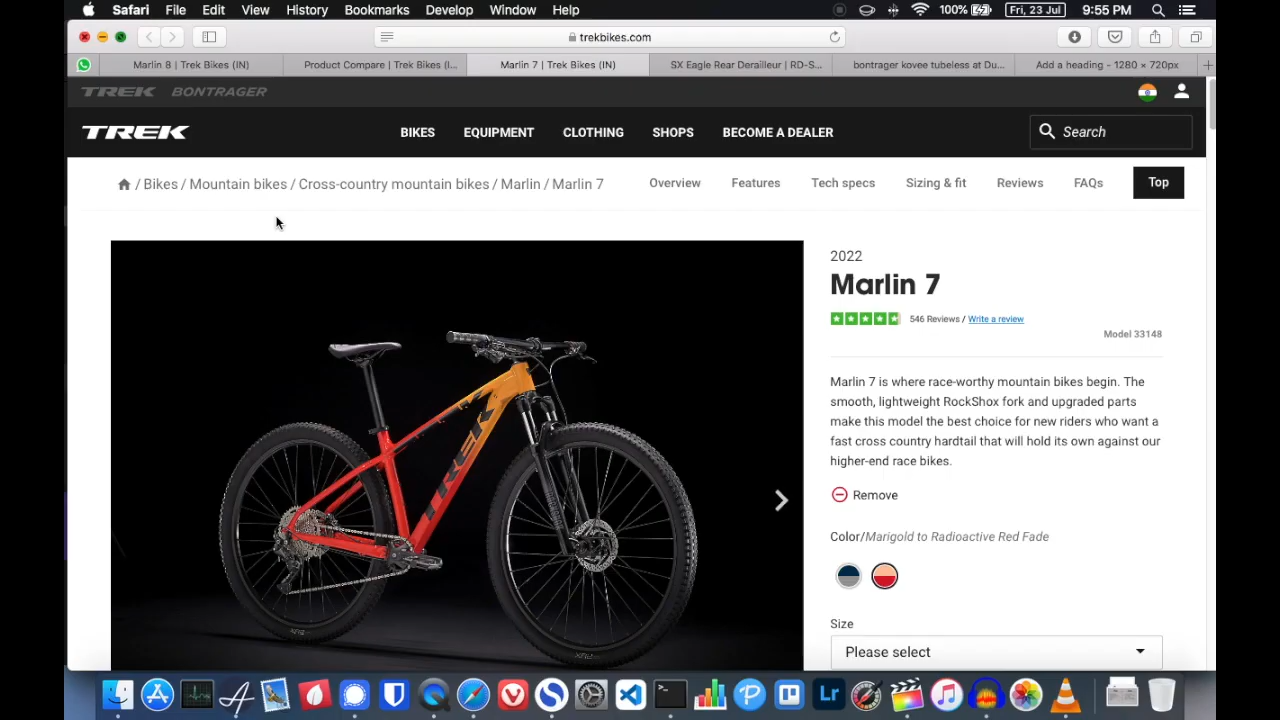 Safari File Edit View History Bookmarks Develop Window Help 100% Fri, 23 Jul 9:55 PM
trekbikes.com
Marlin 8 | Trek Bikes (IN) Product Compare | Trek Bikes (I... Marlin 7 | Trek Bikes (IN) SX Eagle Rear Derailleur | RD-S... bontrager kovee tubeless at Du... Add a heading - 1280 × 720px
TREK BONTRAGER
TREK BIKES EQUIPMENT CLOTHING SHOPS BECOME A DEALER Search
/ Bikes / Mountain bikes / Cross-country mountain bikes / Marlin / Marlin 7 Overview Features Tech specs Sizing & fit Reviews FAQs Top
2022
Marlin 7
546 Reviews / Write a review
Model 33148
Marlin 7 is where race-worthy mountain bikes begin. The
smooth, lightweight RockShox fork and upgraded parts
make this model the best choice for new riders who want a
fast cross country hardtail that will hold its own against our
higher-end race bikes.
Remove
Color/Marigold to Radioactive Red Fade
Size
Please select
TREK
Lr